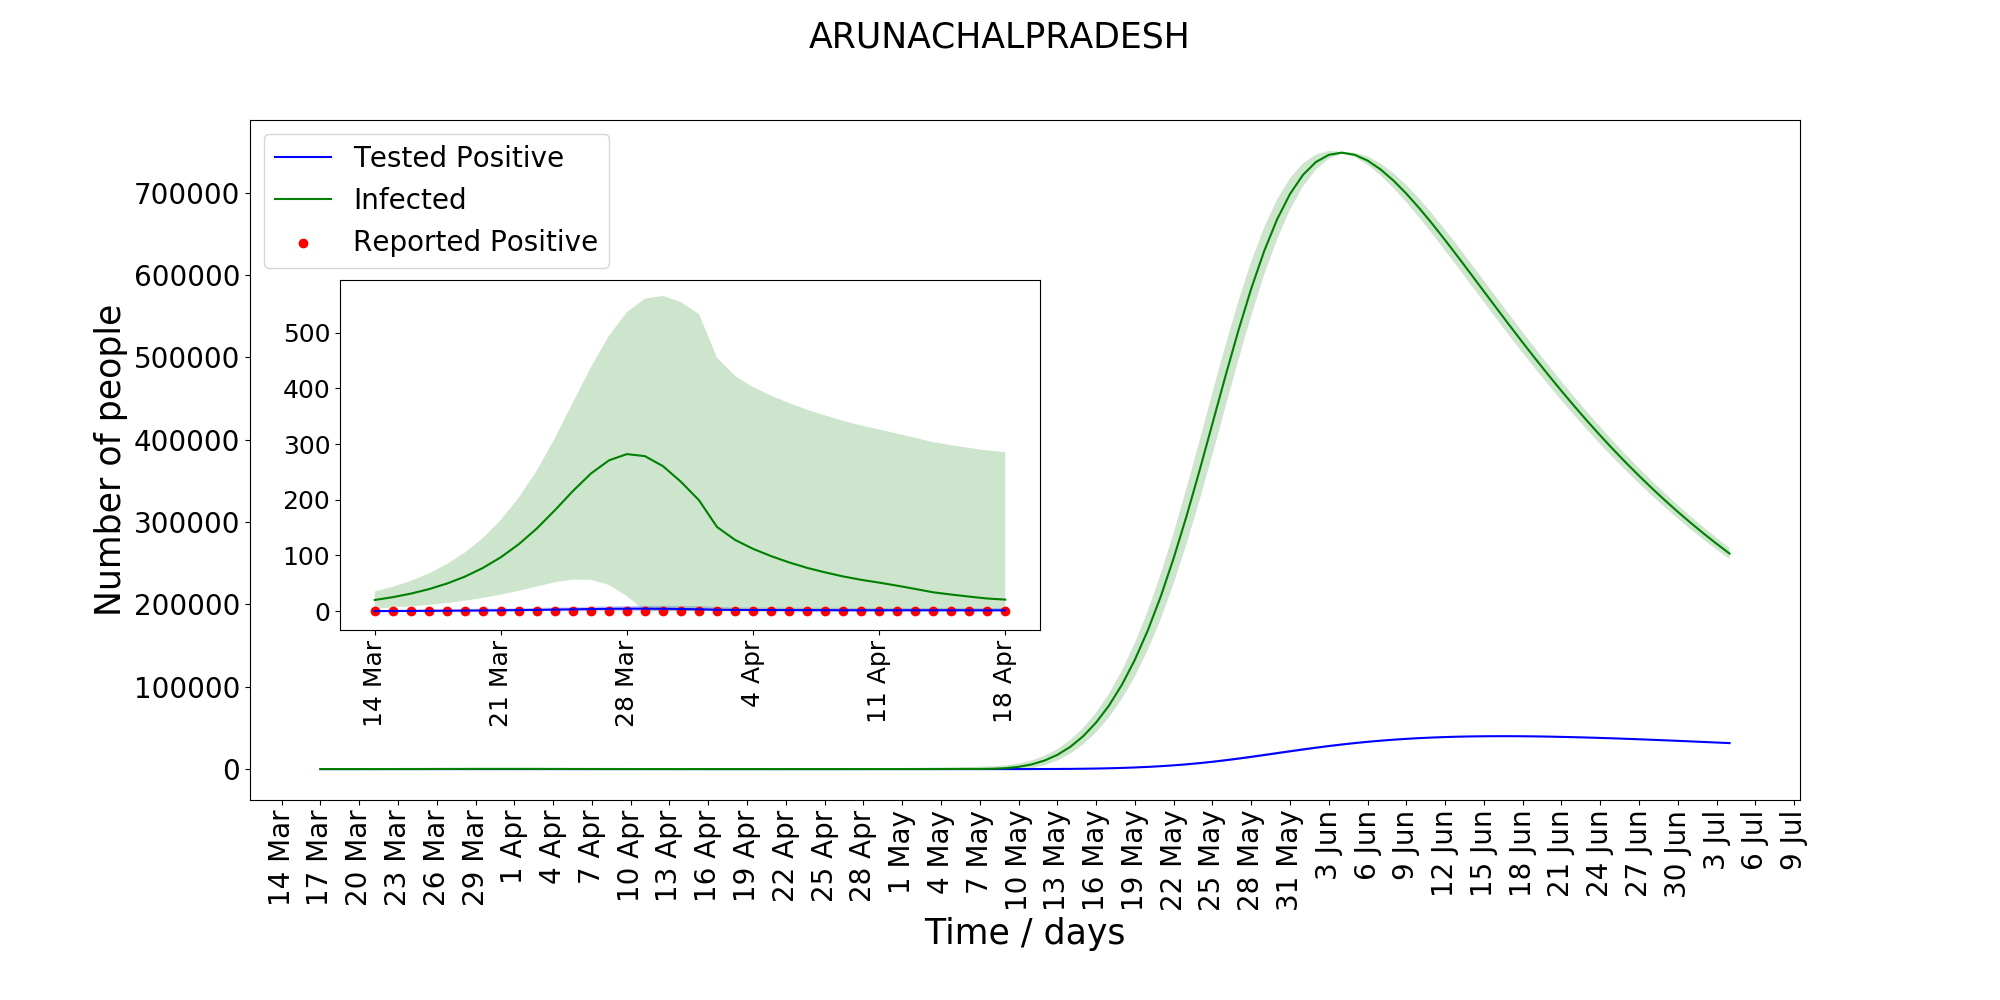 ARUNACHALPRADESH
Tested Positive
Infected
Reported Positive
Number of people
700000
600000
500000
400000
300000
200000
100000
0
500
400
300
200
100
0
14 Mar
21 Mar
28 Mar
4 Apr
11 Apr
18 Apr
14 Mar
17 Mar
20 Mar
23 Mar
26 Mar
29 Mar
1 Apr
4 Apr
7 Apr
10 Apr
13 Apr
16 Apr
19 Apr
22 Apr
25 Apr
28 Apr
1 May
4 May
7 May
10 May
13 May
16 May
19 May
22 May
25 May
28 May
31 May
3 Jun
6 Jun
9 Jun
12 Jun
15 Jun
18 Jun
21 Jun
24 Jun
27 Jun
30 Jun
3 Jul
6 Jul
9 Jul
Time / days